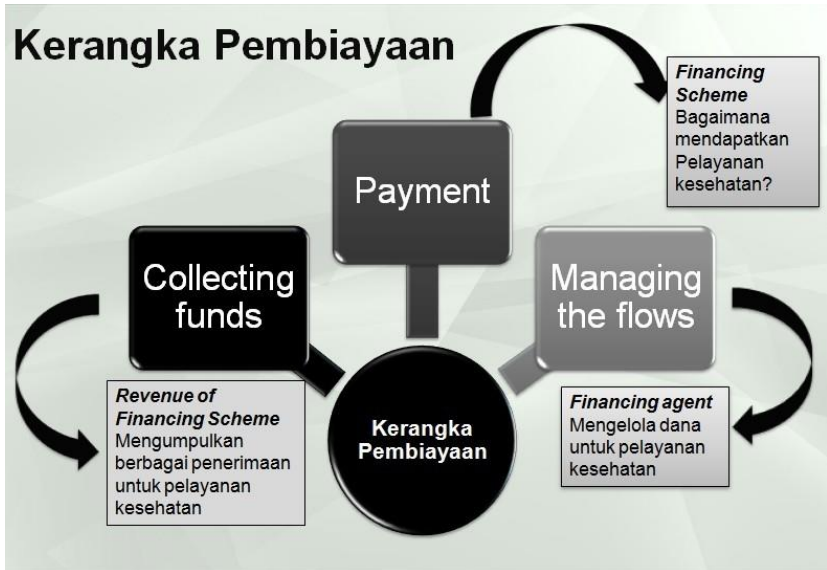 Kerangka Pembiayaan
Financing
Scheme
Bagaimana
mendapatkan
Pelayanan
kesehatan?
Payment
Collecting
funds
Managing
the flows
Revenue of
Financing Scheme
Mengumpulkan
berbagai penerimaan
untuk pelayanan
kesehatan
Kerangka
Pembiayaan
Financing agent
Mengelola dana
untuk pelayanan
kesehatan